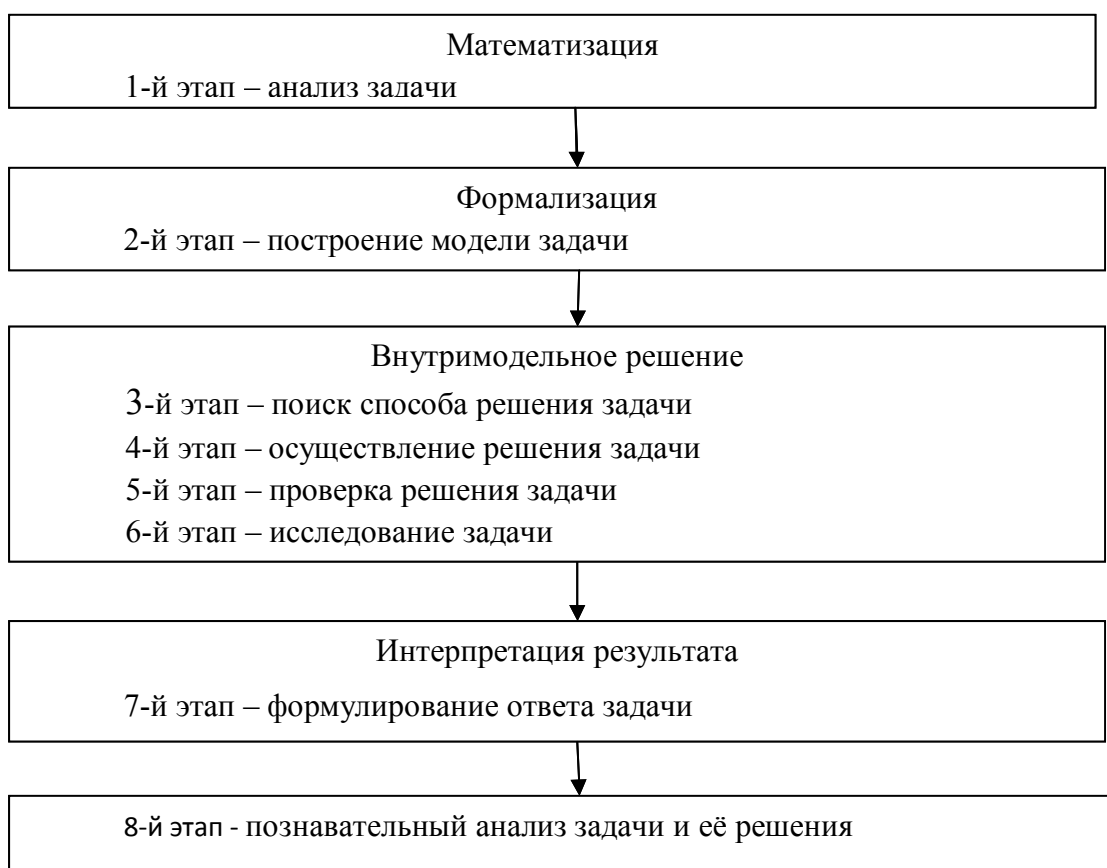 Математизация
1-й этап – анализ задачи
Формализация
2-й этап – построение модели задачи
Внутримодельное решение
3-й этап – поиск способа решения задачи
4-й этап – осуществление решения задачи
5-й этап – проверка решения задачи
6-й этап – исследование задачи
Интерпретация результата
7-й этап – формулирование ответа задачи
8-й этап - познавательный анализ задачи и её решения